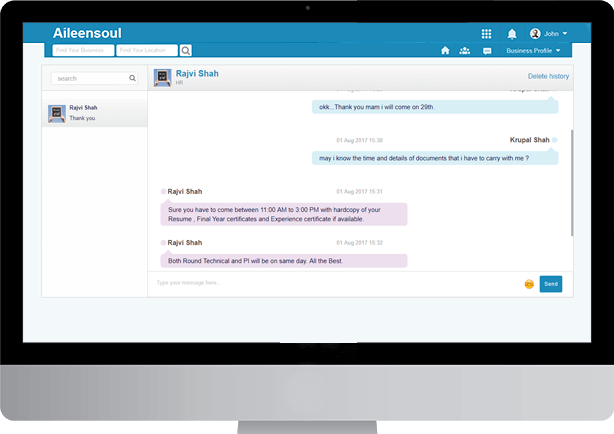 Aileensoul
John
Find Your Business
Find Your Location
Business Profile
search
Rajvi Shah
HR
Delete history
Rajvi Shah
Thank you
okk...Thank you mam i will come on 29th.
01 Aug 2017 15:30
Krupal Shah
may i know the time and details of documents that i have to carry with me ?
Rajvi Shah
01 Aug 2017 15:31
Sure you have to come between 11:00 AM to 3:00 PM with hardcopy of your
Resume , Final Year certificates and Experience certificate if available.
Rajvi Shah
01 Aug 2017 15:32
Both Round Technical and PI will be on same day. All the Best.
Type your message here...
Send